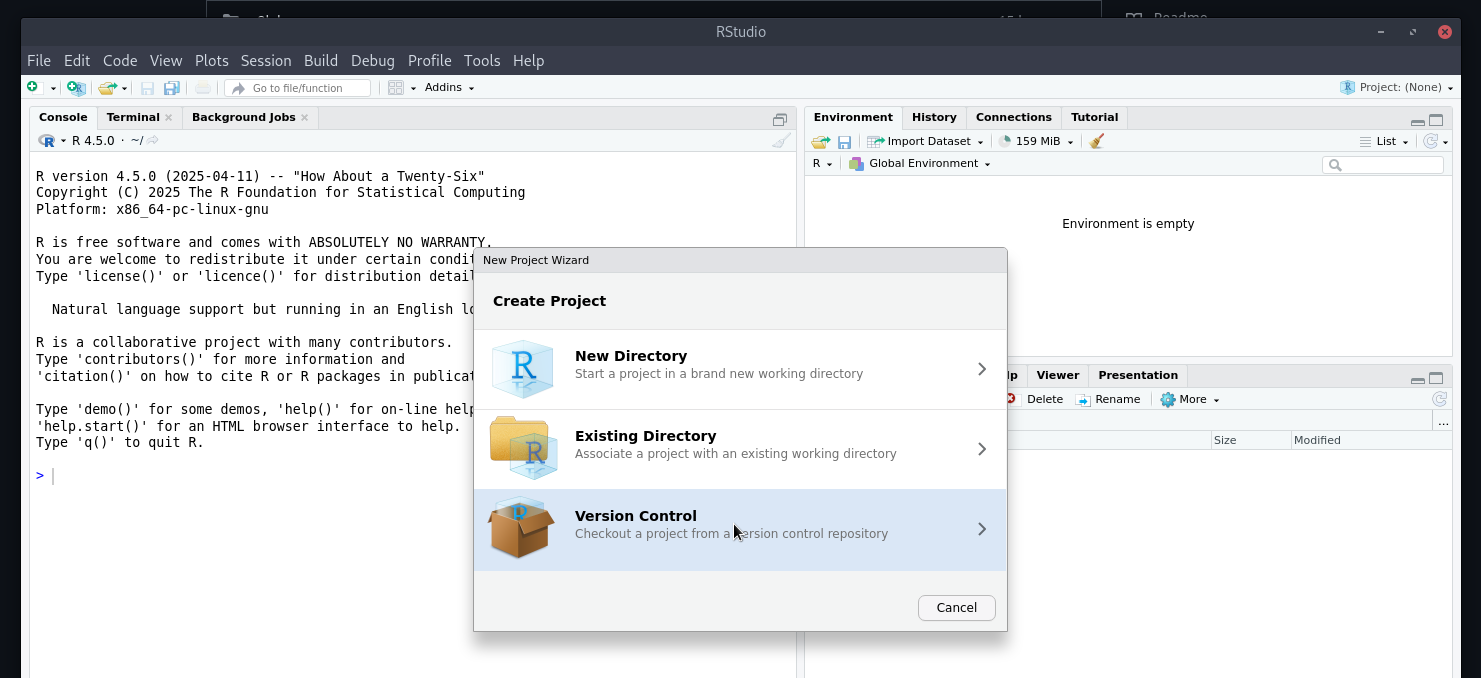 Readme
RStudio
File Edit Code View Plots Session Build Debug Profile Tools Help
Go to file/function Addins Project: (None)
Console Terminal Background Jobs
R 4.5.0 · ~/
R version 4.5.0 (2025-04-11) -- "How About a Twenty-Six"
Copyright (C) 2025 The R Foundation for Statistical Computing
Platform: x86_64-pc-linux-gnu
R is free software and comes with ABSOLUTELY NO WARRANTY.
You are welcome to redistribute it under certain condit
Type 'license()' or 'licence()' for distribution detail
Natural language support but running in an English lo
R is a collaborative project with many contributors.
Type 'contributors()' for more information and
'citation()' on how to cite R or R packages in publicat
Type 'demo()' for some demos, 'help()' for on-line help
'help.start()' for an HTML browser interface to help.
Type 'q()' to quit R.
>
Environment History Connections Tutorial
Import Dataset 159 MiB List
R Global Environment
Environment is empty
New Project Wizard
Create Project
New Directory
Start a project in a brand new working directory
Existing Directory
Associate a project with an existing working directory
Version Control
Checkout a project from a version control repository
Cancel
lp Viewer Presentation
Delete Rename More
...
Size Modified